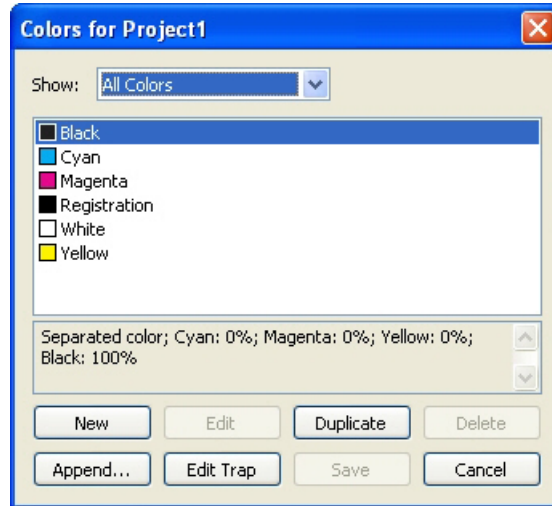 Colors for Project1
Show: All Colors
Black
Cyan
Magenta
Registration
White
Yellow
Separated color; Cyan: 0%; Magenta: 0%; Yellow: 0%;
Black: 100%
New Edit Duplicate Delete
Append... Edit Trap Save Cancel